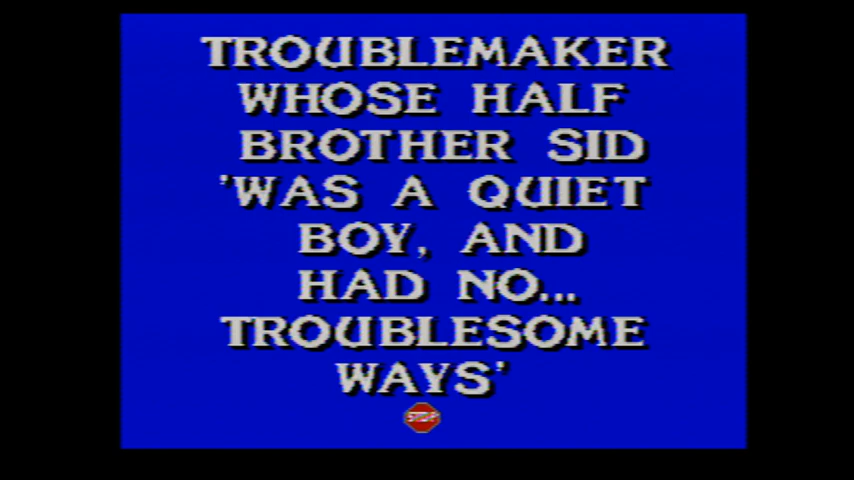 TROUBLEMAKER
WHOSE HALF
BROTHER SID
'WAS A QUIET
BOY, AND
HAD NO...
TROUBLESOME
WAYS'
STOP